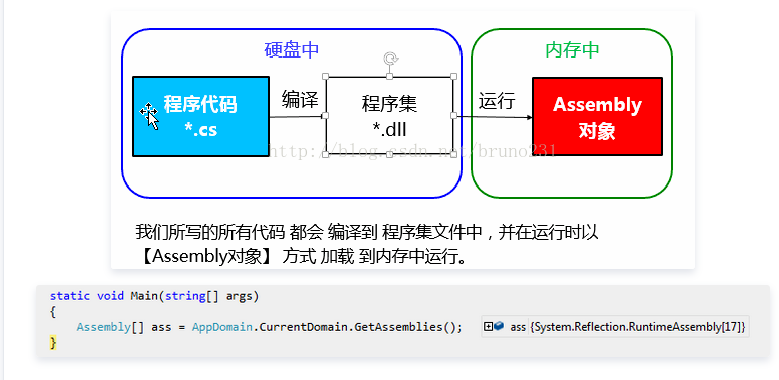 硬盘中
内存中
程序代码
*.cs
编译
程序集
*.dll
运行
Assembly
对象
http://blog.csdn.net/bruno231
我们所写的所有代码 都会 编译到 程序集文件中，并在运行时以
【Assembly对象】 方式 加载 到内存中运行。
static void Main(string[] args)
{
Assembly[] ass = AppDomain.CurrentDomain.GetAssemblies();
ass {System.Reflection.RuntimeAssembly[17]}
}